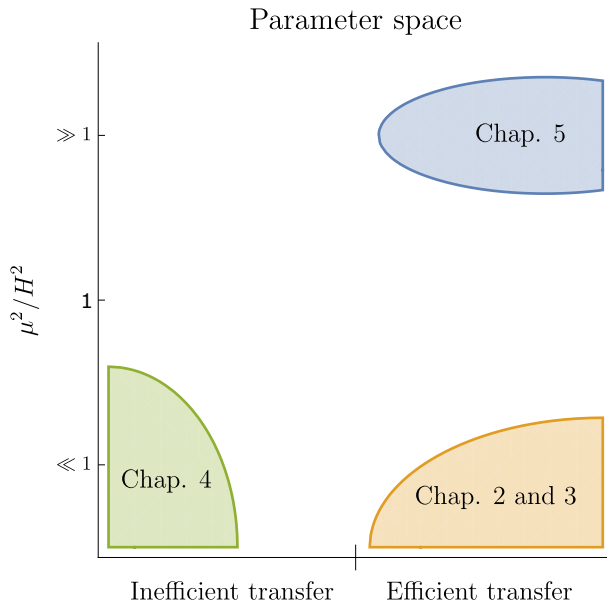 Parameter space
≫ 1
Chap. 5
μ²/H²
1
≪ 1
Chap. 4
Chap. 2 and 3
Inefficient transfer
Efficient transfer